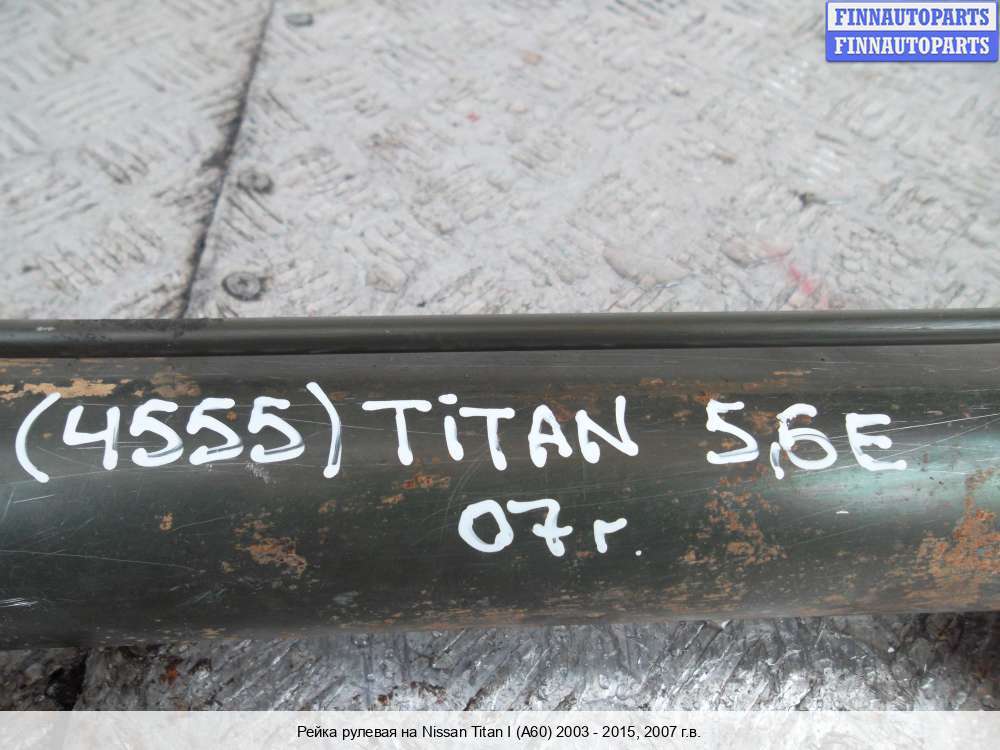 FINNAUTOPARTS
FINNAUTOPARTS
(4555) TiTAN 5,6E
07г.
Рейка рулевая на Nissan Titan I (A60) 2003 - 2015, 2007 г.в.